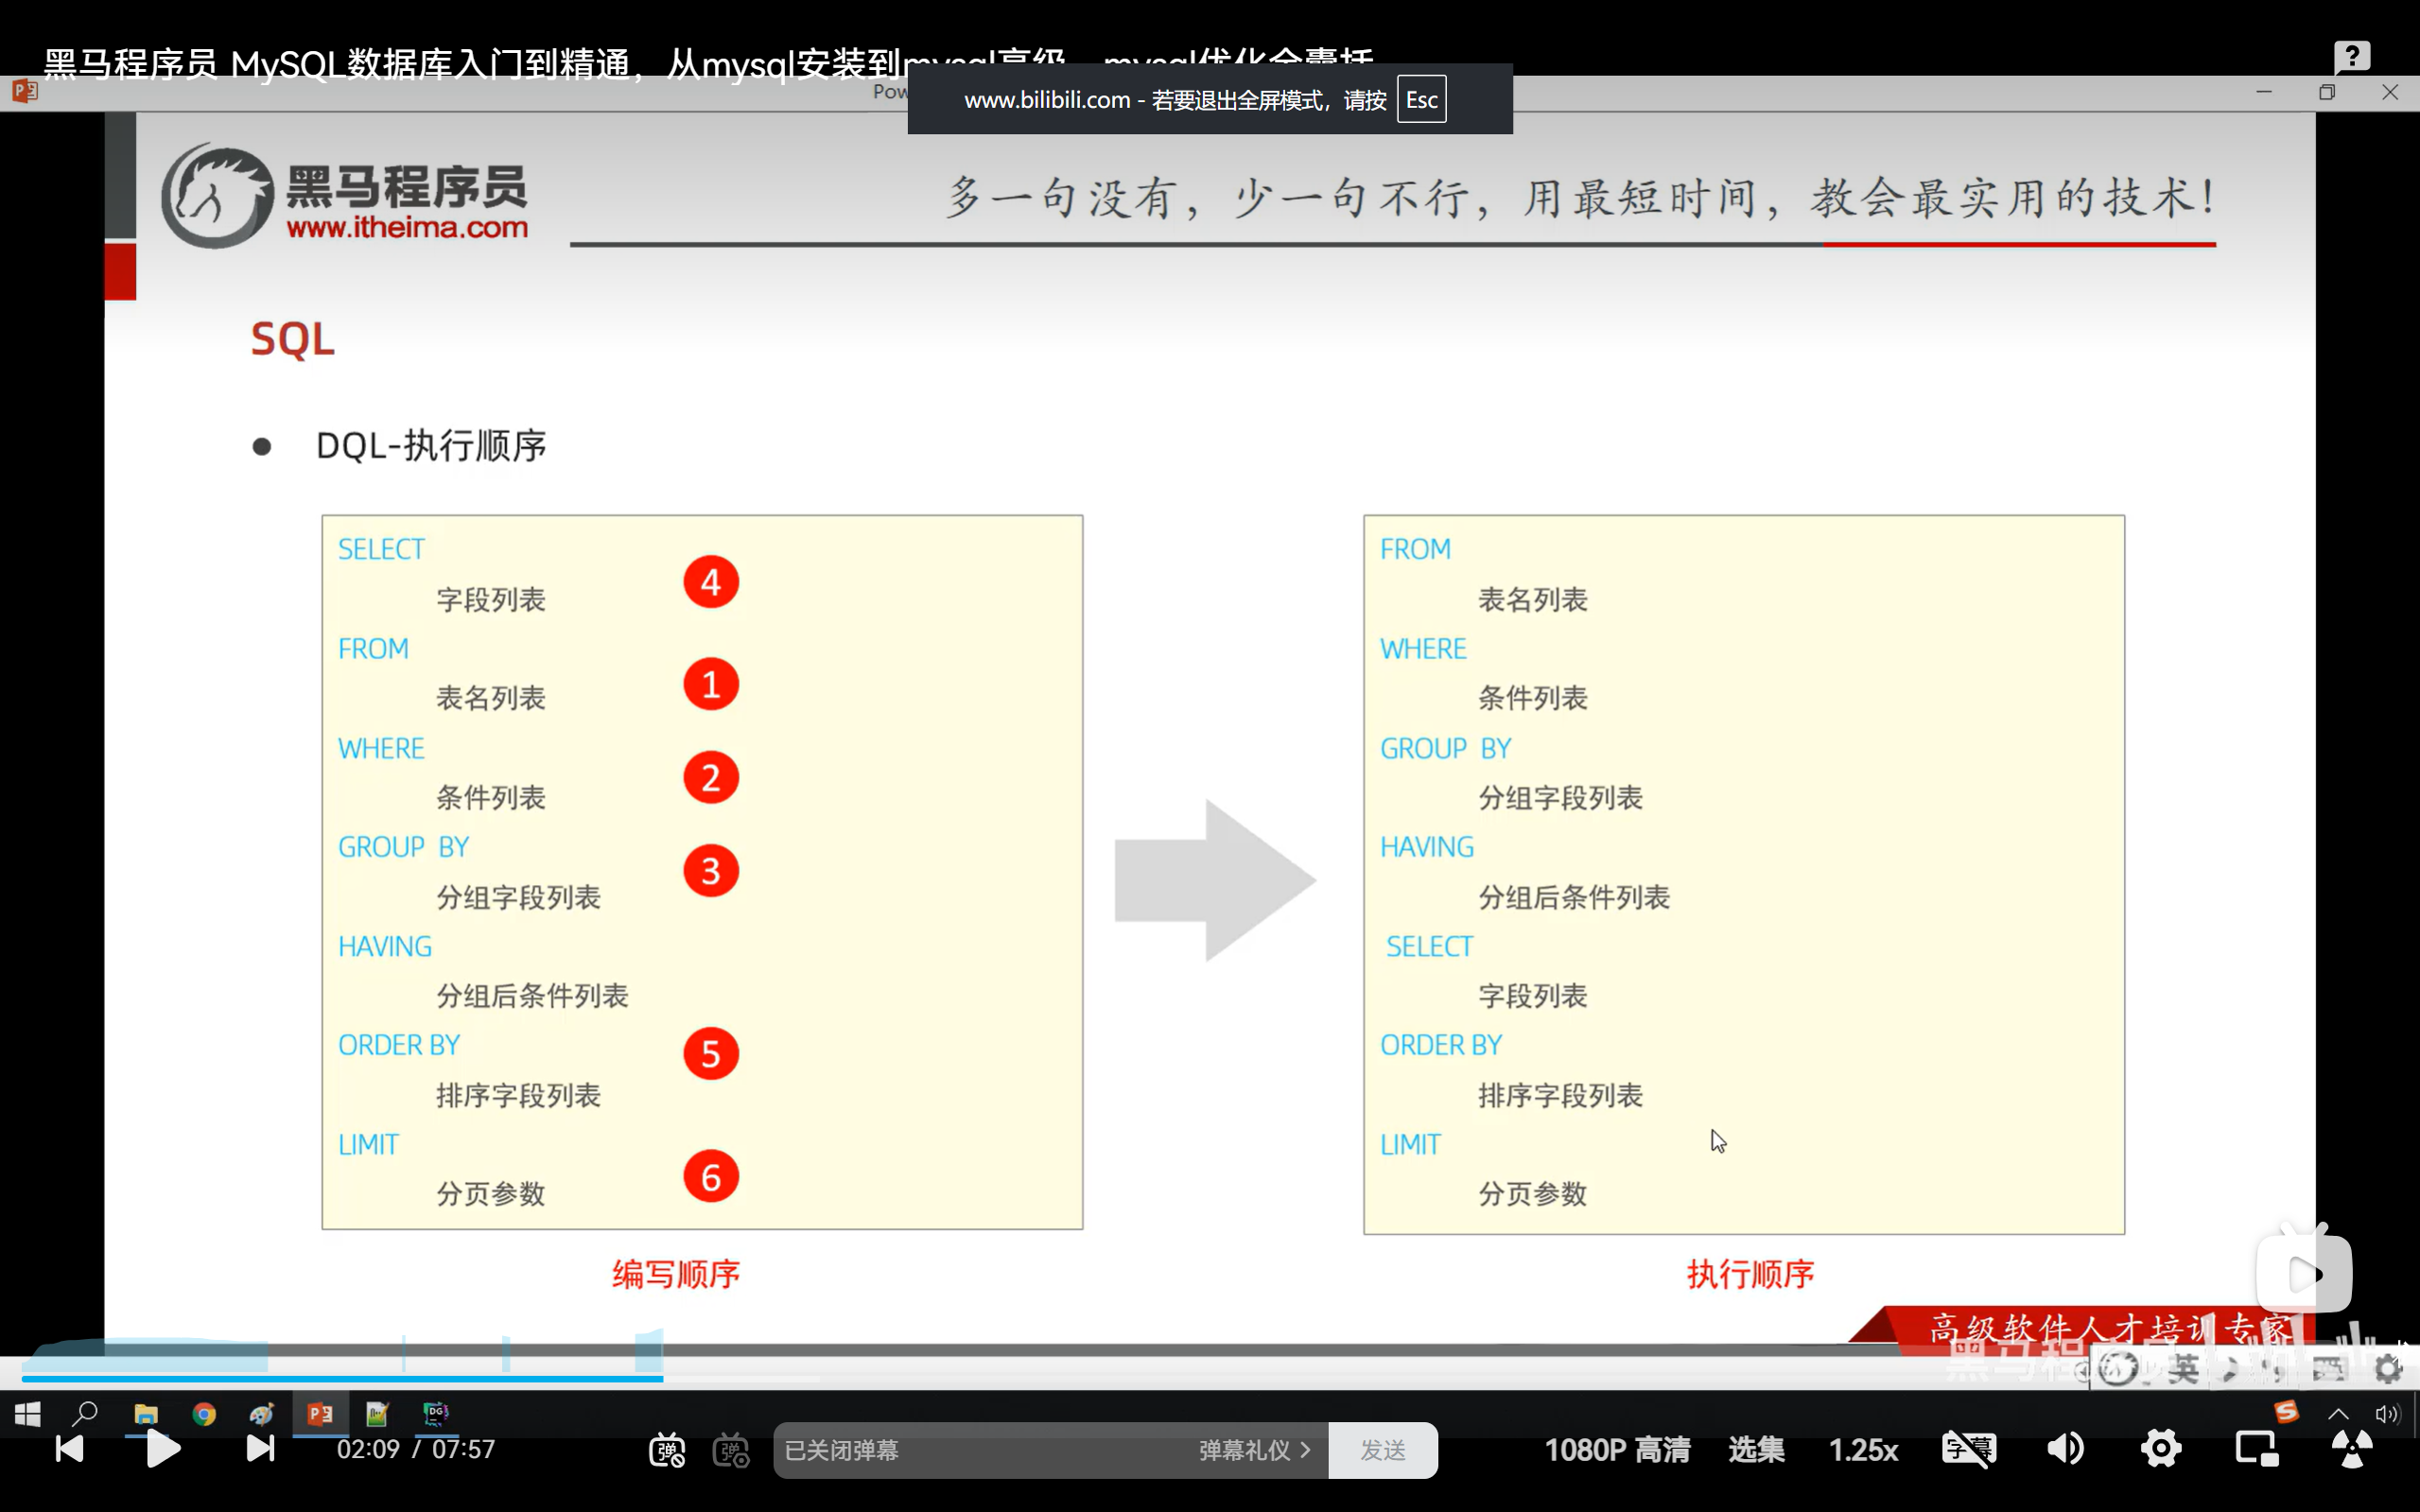 黑马程序员 MySQL数据库入门到精通，从mysql安装到mysql高级、mysql优化全囊括
Pow
www.bilibili.com - 若要退出全屏模式，请按 Esc
黑马程序员
www.itheima.com
多一句没有，少一句不行，用最短时间，教会最实用的技术！
SQL
DQL-执行顺序
SELECT
字段列表
4
FROM
表名列表
1
WHERE
条件列表
2
GROUP BY
分组字段列表
3
HAVING
分组后条件列表
ORDER BY
排序字段列表
5
LIMIT
分页参数
6
编写顺序
FROM
表名列表
WHERE
条件列表
GROUP BY
分组字段列表
HAVING
分组后条件列表
SELECT
字段列表
ORDER BY
排序字段列表
LIMIT
分页参数
执行顺序
高级软件人才培训专家
英
02:09 / 07:57
弹
弹
已关闭弹幕
弹幕礼仪 >
发送
1080P 高清
选集
1.25x
字幕